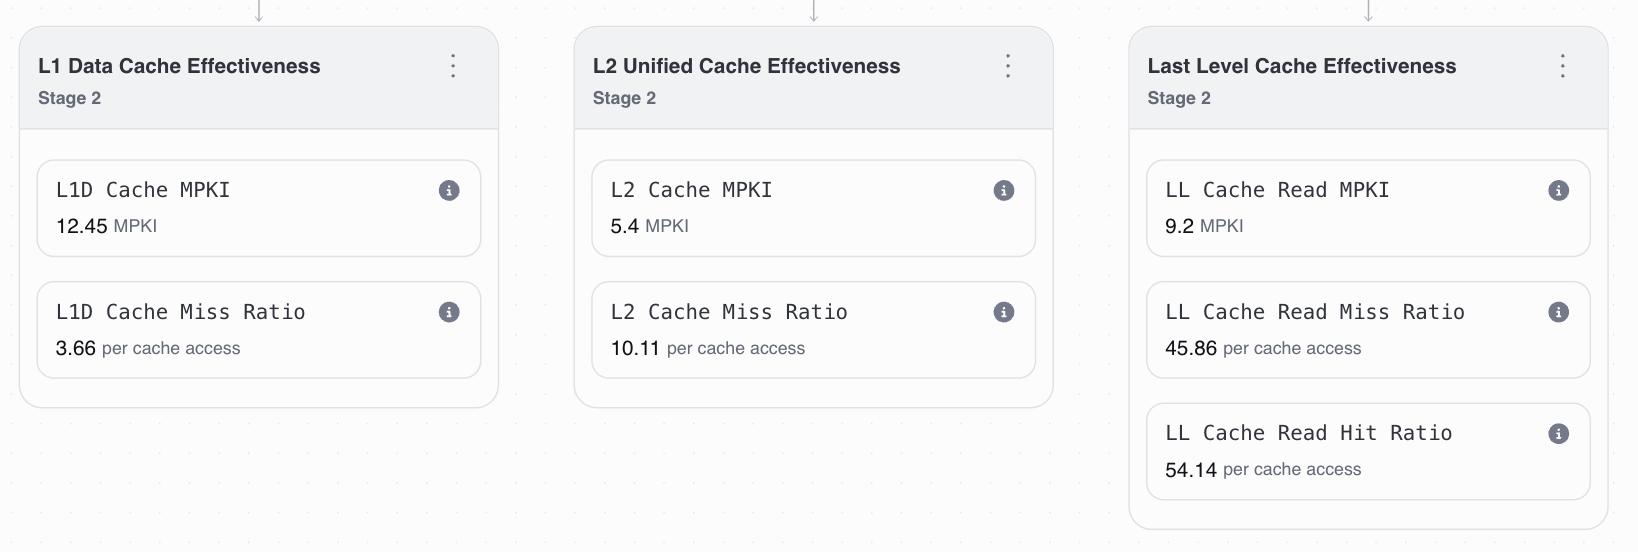 L1 Data Cache Effectiveness
Stage 2
L1D Cache MPKI
12.45 MPKI
L1D Cache Miss Ratio
3.66 per cache access
L2 Unified Cache Effectiveness
Stage 2
L2 Cache MPKI
5.4 MPKI
L2 Cache Miss Ratio
10.11 per cache access
Last Level Cache Effectiveness
Stage 2
LL Cache Read MPKI
9.2 MPKI
LL Cache Read Miss Ratio
45.86 per cache access
LL Cache Read Hit Ratio
54.14 per cache access